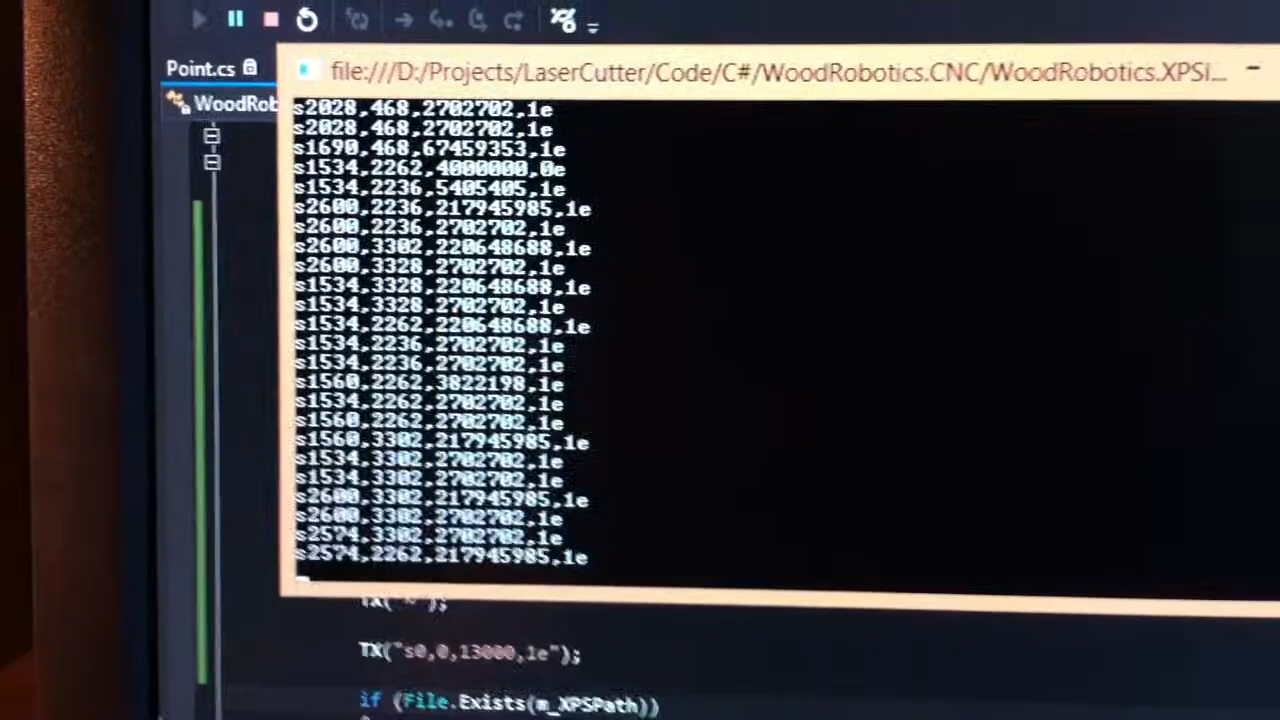 Point.cs
file:///D:/Projects/LaserCutter/Code/C#/WoodRobotics.CNC/WoodRobotics.XPSi...
WoodRob
s2028,468,2702702,1e
s2028,468,2702702,1e
s1690,468,67459353,1e
s1534,2262,4000000,0e
s1534,2236,5405405,1e
s2600,2236,217945985,1e
s2600,2236,2702702,1e
s2600,3302,220648688,1e
s2600,3328,2702702,1e
s1534,3328,220648688,1e
s1534,3328,2702702,1e
s1534,2262,220648688,1e
s1534,2236,2702702,1e
s1534,2236,2702702,1e
s1560,2262,3822198,1e
s1534,2262,2702702,1e
s1560,2262,2702702,1e
s1560,3302,217945985,1e
s1534,3302,2702702,1e
s1534,3302,2702702,1e
s2600,3302,217945985,1e
s2600,3302,2702702,1e
s2574,3302,2702702,1e
s2574,2262,217945985,1e
TX("s0,0,13000,1e");
if (File.Exists(m_XPSPath))